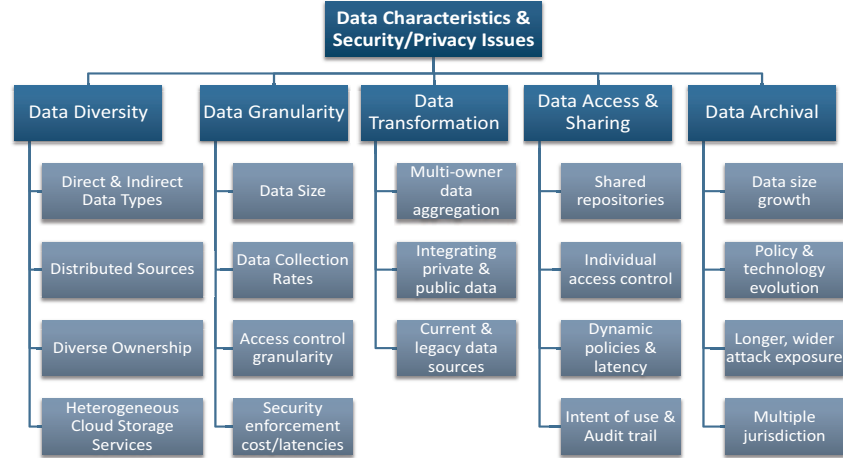 Data Characteristics &
Security/Privacy Issues
Data Diversity
Direct & Indirect
Data Types
Distributed Sources
Diverse Ownership
Heterogeneous
Cloud Storage
Services
Data Granularity
Data Size
Data Collection
Rates
Access control
granularity
Security
enforcement
cost/latencies
Data
Transformation
Multi-owner
data
aggregation
Integrating
private &
public data
Current &
legacy data
sources
Data Access &
Sharing
Shared
repositories
Individual
access control
Dynamic
policies &
latency
Intent of use &
Audit trail
Data Archival
Data size
growth
Policy &
technology
evolution
Longer, wider
attack exposure
Multiple
jurisdiction